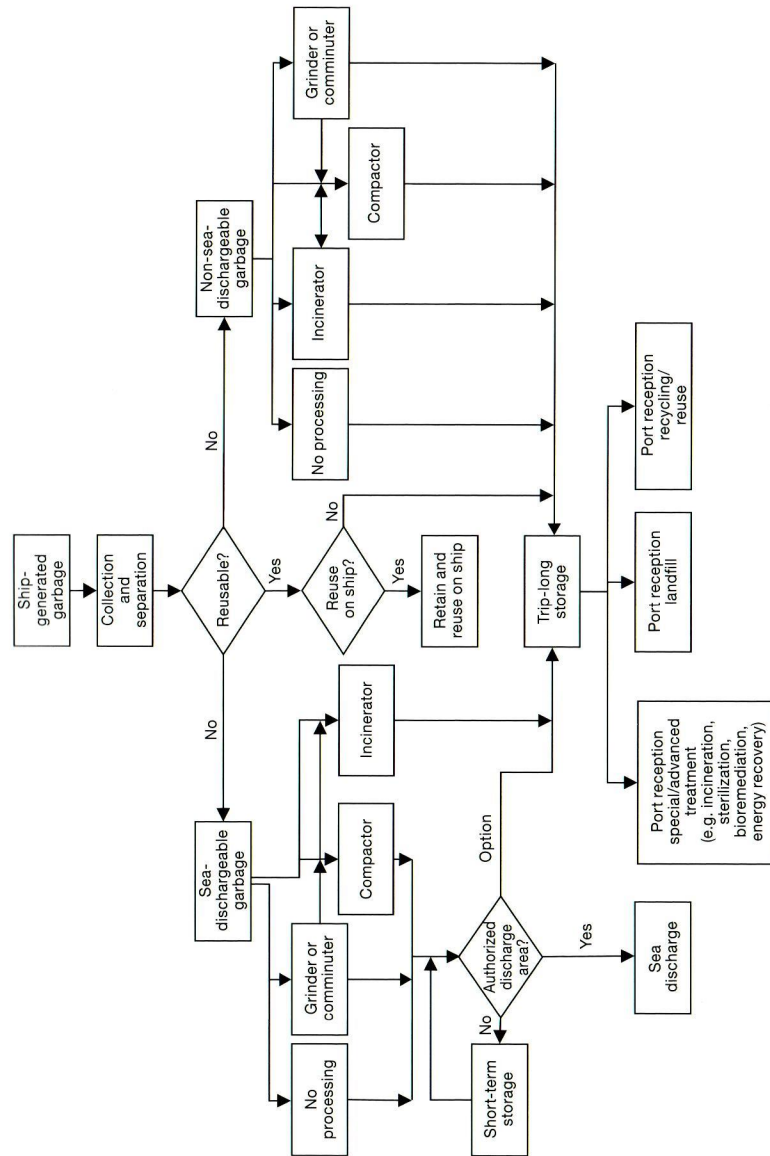 Ship-
generated
garbage
Collection
and
separation
Reusable?
No
No
Yes
Sea-
dischargeable
garbage
Non-sea-
dischargeable
garbage
Reuse
on ship?
No
Yes
Retain and
reuse on ship
No
processing
Grinder or
comminuter
Compactor
Incinerator
No processing
Incinerator
Compactor
Grinder or
comminuter
Authorized
discharge
area?
No
Option
Yes
Short-term
storage
Sea
discharge
Trip-long
storage
Port reception
special/advanced
treatment
(e.g. incineration,
sterilization,
bioremediation,
energy recovery)
Port reception
landfill
Port reception
recycling/
reuse